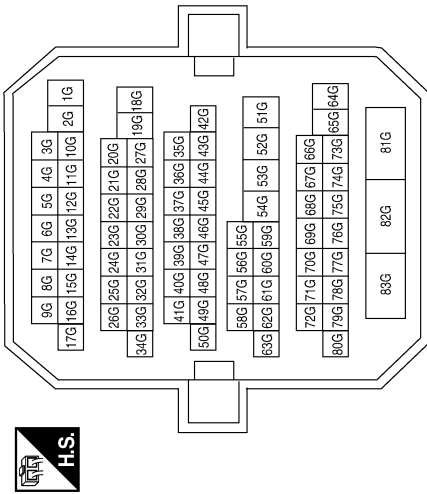 H.S.
9G 8G 7G 6G 5G 4G 3G 2G 1G
17G 16G 15G 14G 13G 12G 11G 10G
26G 25G 24G 23G 22G 21G 20G 19G 18G
34G 33G 32G 31G 30G 29G 28G 27G
41G 40G 39G 38G 37G 36G 35G
50G 49G 48G 47G 46G 45G 44G 43G 42G
58G 57G 56G 55G 54G 53G 52G 51G
63G 62G 61G 60G 59G
72G 71G 70G 69G 68G 67G 66G 65G 64G
80G 79G 78G 77G 76G 75G 74G 73G
83G 82G 81G